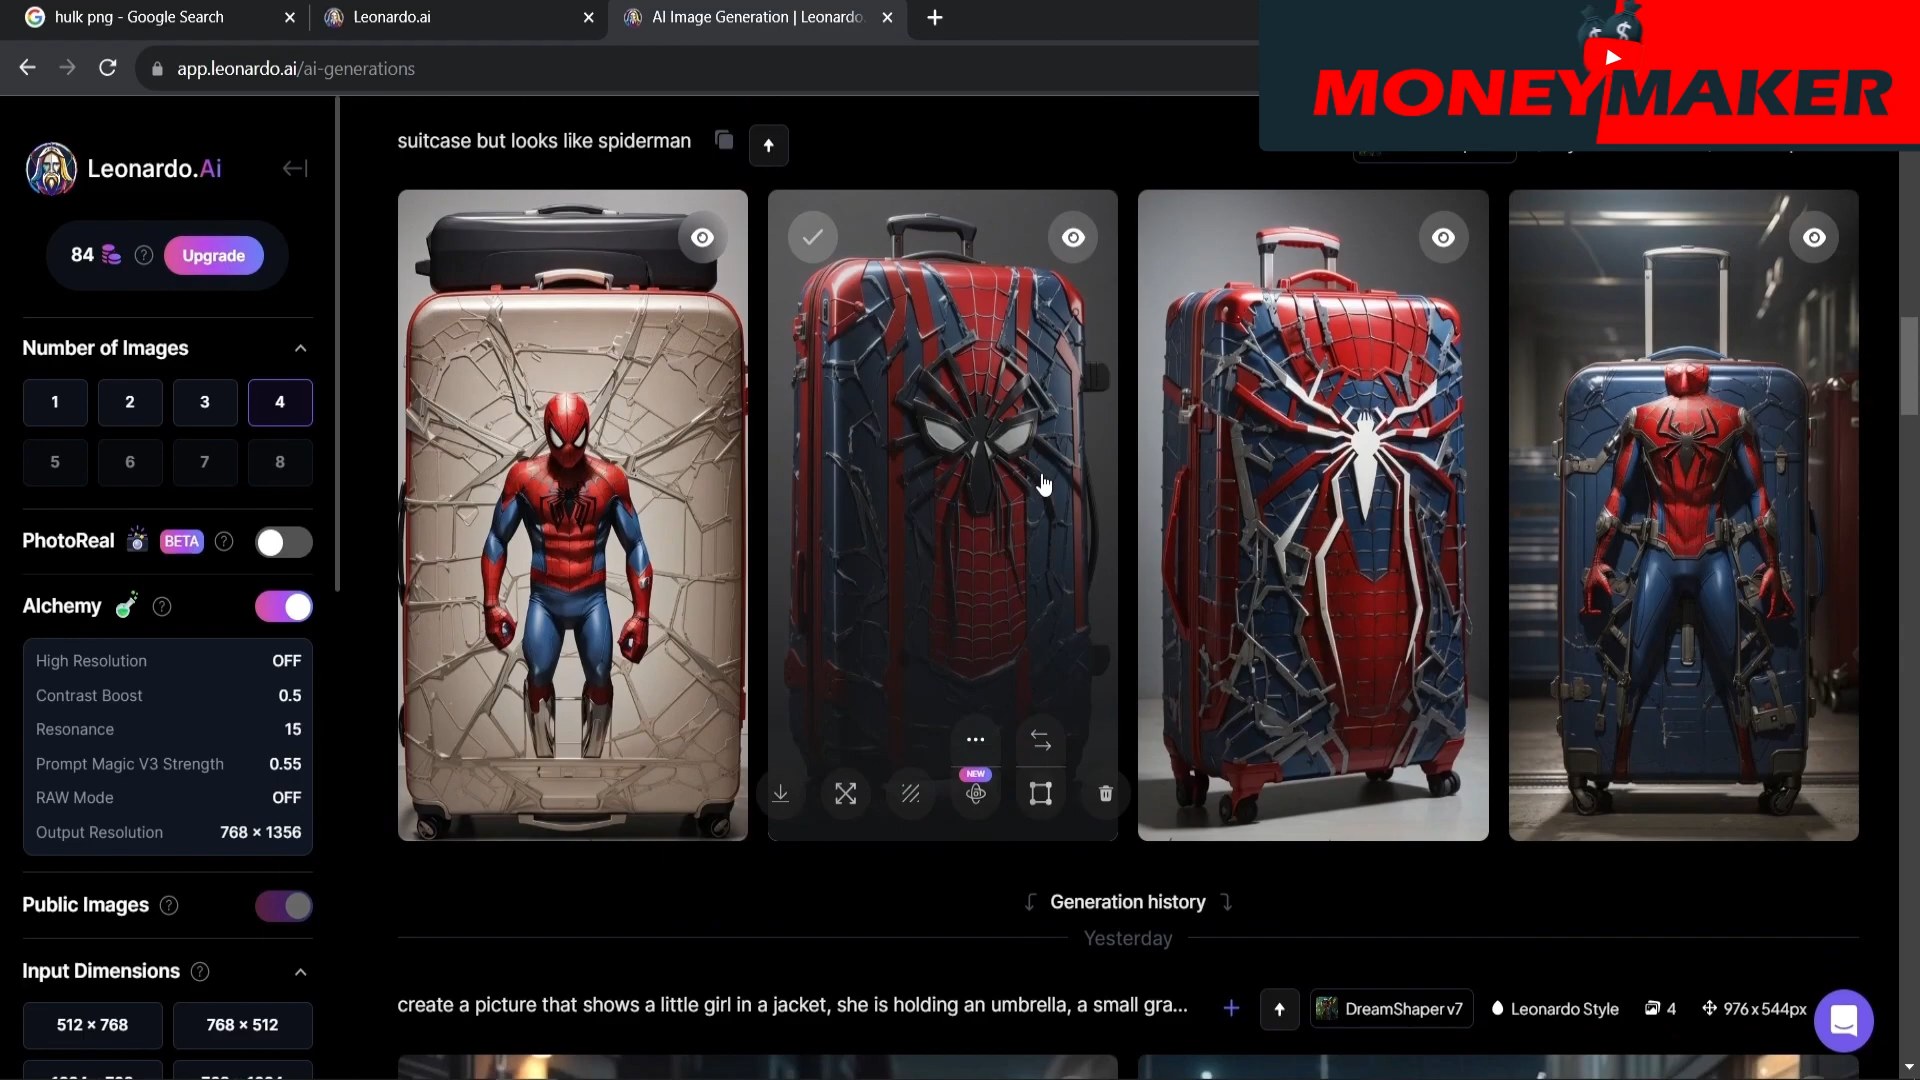 hulk png - Google Search
Leonardo.ai
AI Image Generation | Leonardo.
app.leonardo.ai/ai-generations
MONEYMAKER
Leonardo.Ai
84
Upgrade
Number of Images
1 2 3 4
5 6 7 8
PhotoReal BETA
Alchemy
High Resolution OFF
Contrast Boost 0.5
Resonance 15
Prompt Magic V3 Strength 0.55
RAW Mode OFF
Output Resolution 768 × 1356
Public Images
Input Dimensions
512 × 768 768 × 512
suitcase but looks like spiderman
NEW
Generation history
Yesterday
create a picture that shows a little girl in a jacket, she is holding an umbrella, a small gra...
DreamShaper v7
Leonardo Style
4
976 x 544px